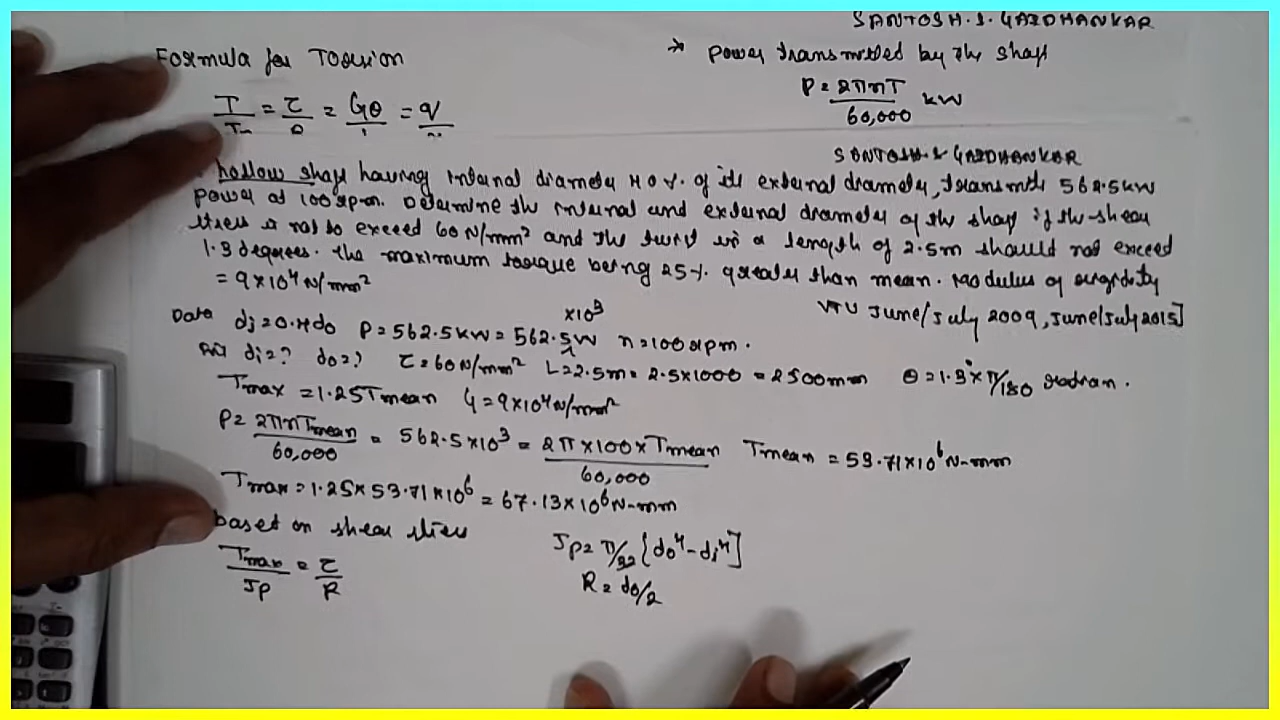 SANTOSH.S.GAIDHANKAR
Formula for Torsion
→ power transmitted by the shaft
T/Jp = τ/R = Gθ/l = q/r
P = 2πnT/60,000 kW
SANTOSH.S GAIDHANKAR
hollow shaft having internal diameter 40 % of its external diameter, transmits 562.5kW
power at 100 rpm. Determine the internal and external diameter of the shaft if the shear
stress is not to exceed 60 N/mm² and the twist in a length of 2.5m should not exceed
1.3 degrees. The maximum torque being 25% greater than mean. Modulus of rigidity
= 9×10⁴ N/mm²
VTU June/July 2009, June/July 2015]
Data di = 0.4do P = 562.5 kW = 562.5 ×10³ W n = 100 rpm.
di = ? do = ? τ = 60 N/mm² L = 2.5m = 2.5×1000 = 2500mm θ = 1.3° × π/180 radian.
Tmax = 1.25Tmean G = 9×10⁴ N/mm²
P = 2πnTmean/60,000 = 562.5×10³ = 2π×100×Tmean/60,000 Tmean = 53.71×10⁶ N-mm
Tmax = 1.25×53.71×10⁶ = 67.13×10⁶ N-mm
based on shear stress
Tmax/Jp = τ/R
Jp = π/32 [do⁴-di⁴]
R = do/2